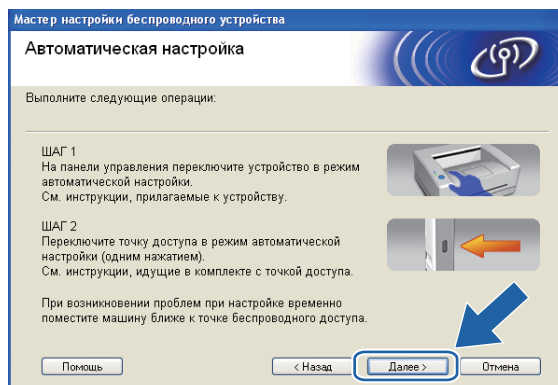 Мастер настройки беспроводного устройства
Автоматическая настройка
Выполните следующие операции:
ШАГ 1
На панели управления переключите устройство в режим
автоматической настройки.
См. инструкции, прилагаемые к устройству.
ШАГ 2
Переключите точку доступа в режим автоматической
настройки (одним нажатием).
См. инструкции, идущие в комплекте с точкой доступа.
При возникновении проблем при настройке временно
поместите машину ближе к точке беспроводного доступа.
Помощь
< Назад
Далее >
Отмена